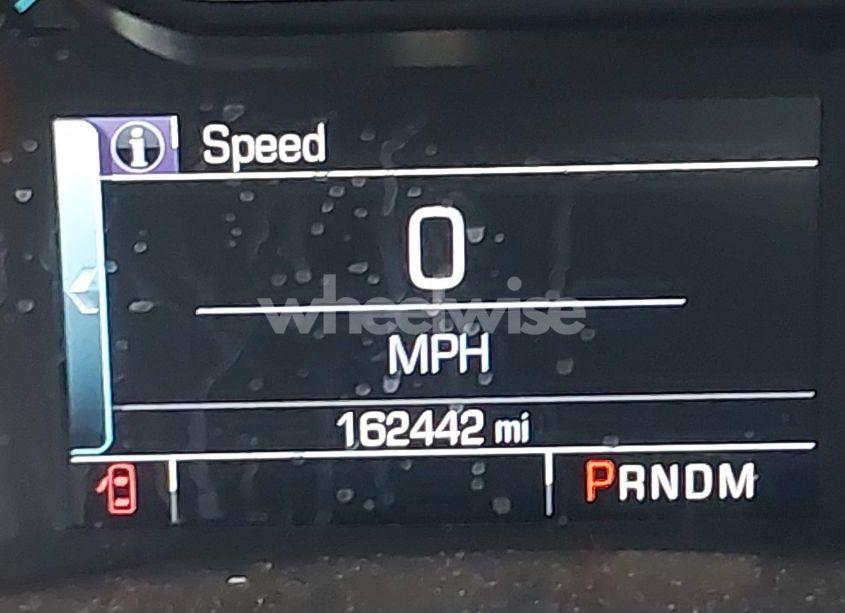 i Speed
0
wheelwise
MPH
162442 mi
PRNDM